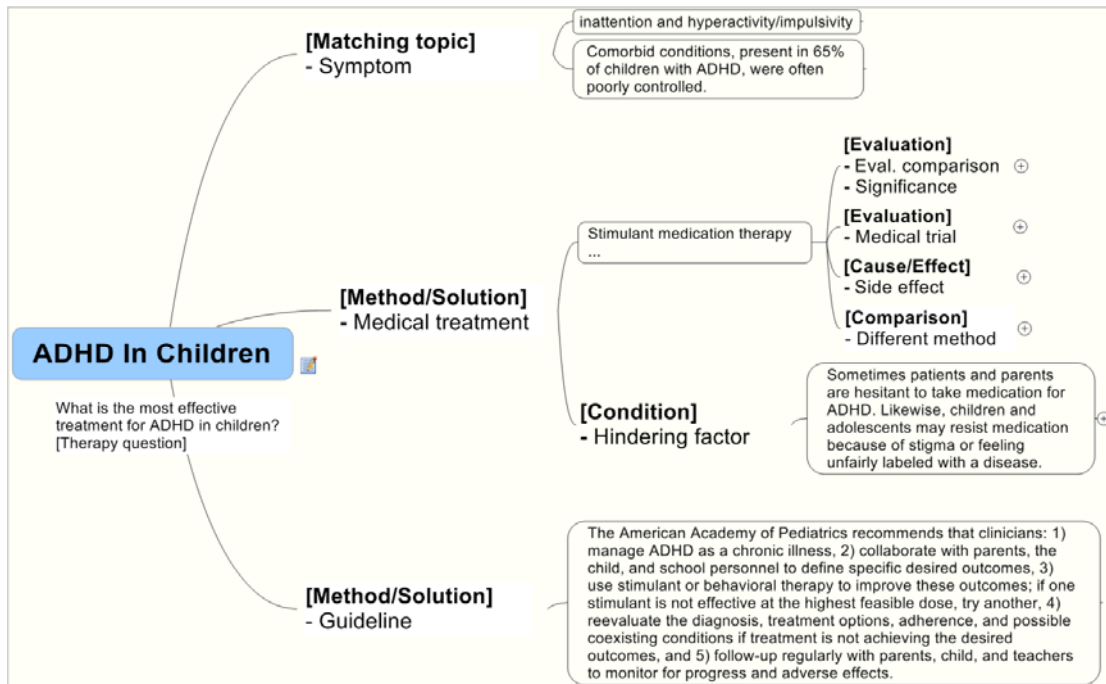 ADHD In Children
What is the most effective
treatment for ADHD in children?
[Therapy question]
[Matching topic]
- Symptom
inattention and hyperactivity/impulsivity
Comorbid conditions, present in 65%
of children with ADHD, were often
poorly controlled.
[Method/Solution]
- Medical treatment
Stimulant medication therapy
...
[Evaluation]
- Eval. comparison
- Significance
[Evaluation]
- Medical trial
[Cause/Effect]
- Side effect
[Comparison]
- Different method
[Condition]
- Hindering factor
Sometimes patients and parents
are hesitant to take medication for
ADHD. Likewise, children and
adolescents may resist medication
because of stigma or feeling
unfairly labeled with a disease.
[Method/Solution]
- Guideline
The American Academy of Pediatrics recommends that clinicians: 1)
manage ADHD as a chronic illness, 2) collaborate with parents, the
child, and school personnel to define specific desired outcomes, 3)
use stimulant or behavioral therapy to improve these outcomes; if one
stimulant is not effective at the highest feasible dose, try another, 4)
reevaluate the diagnosis, treatment options, adherence, and possible
coexisting conditions if treatment is not achieving the desired
outcomes, and 5) follow-up regularly with parents, child, and teachers
to monitor for progress and adverse effects.